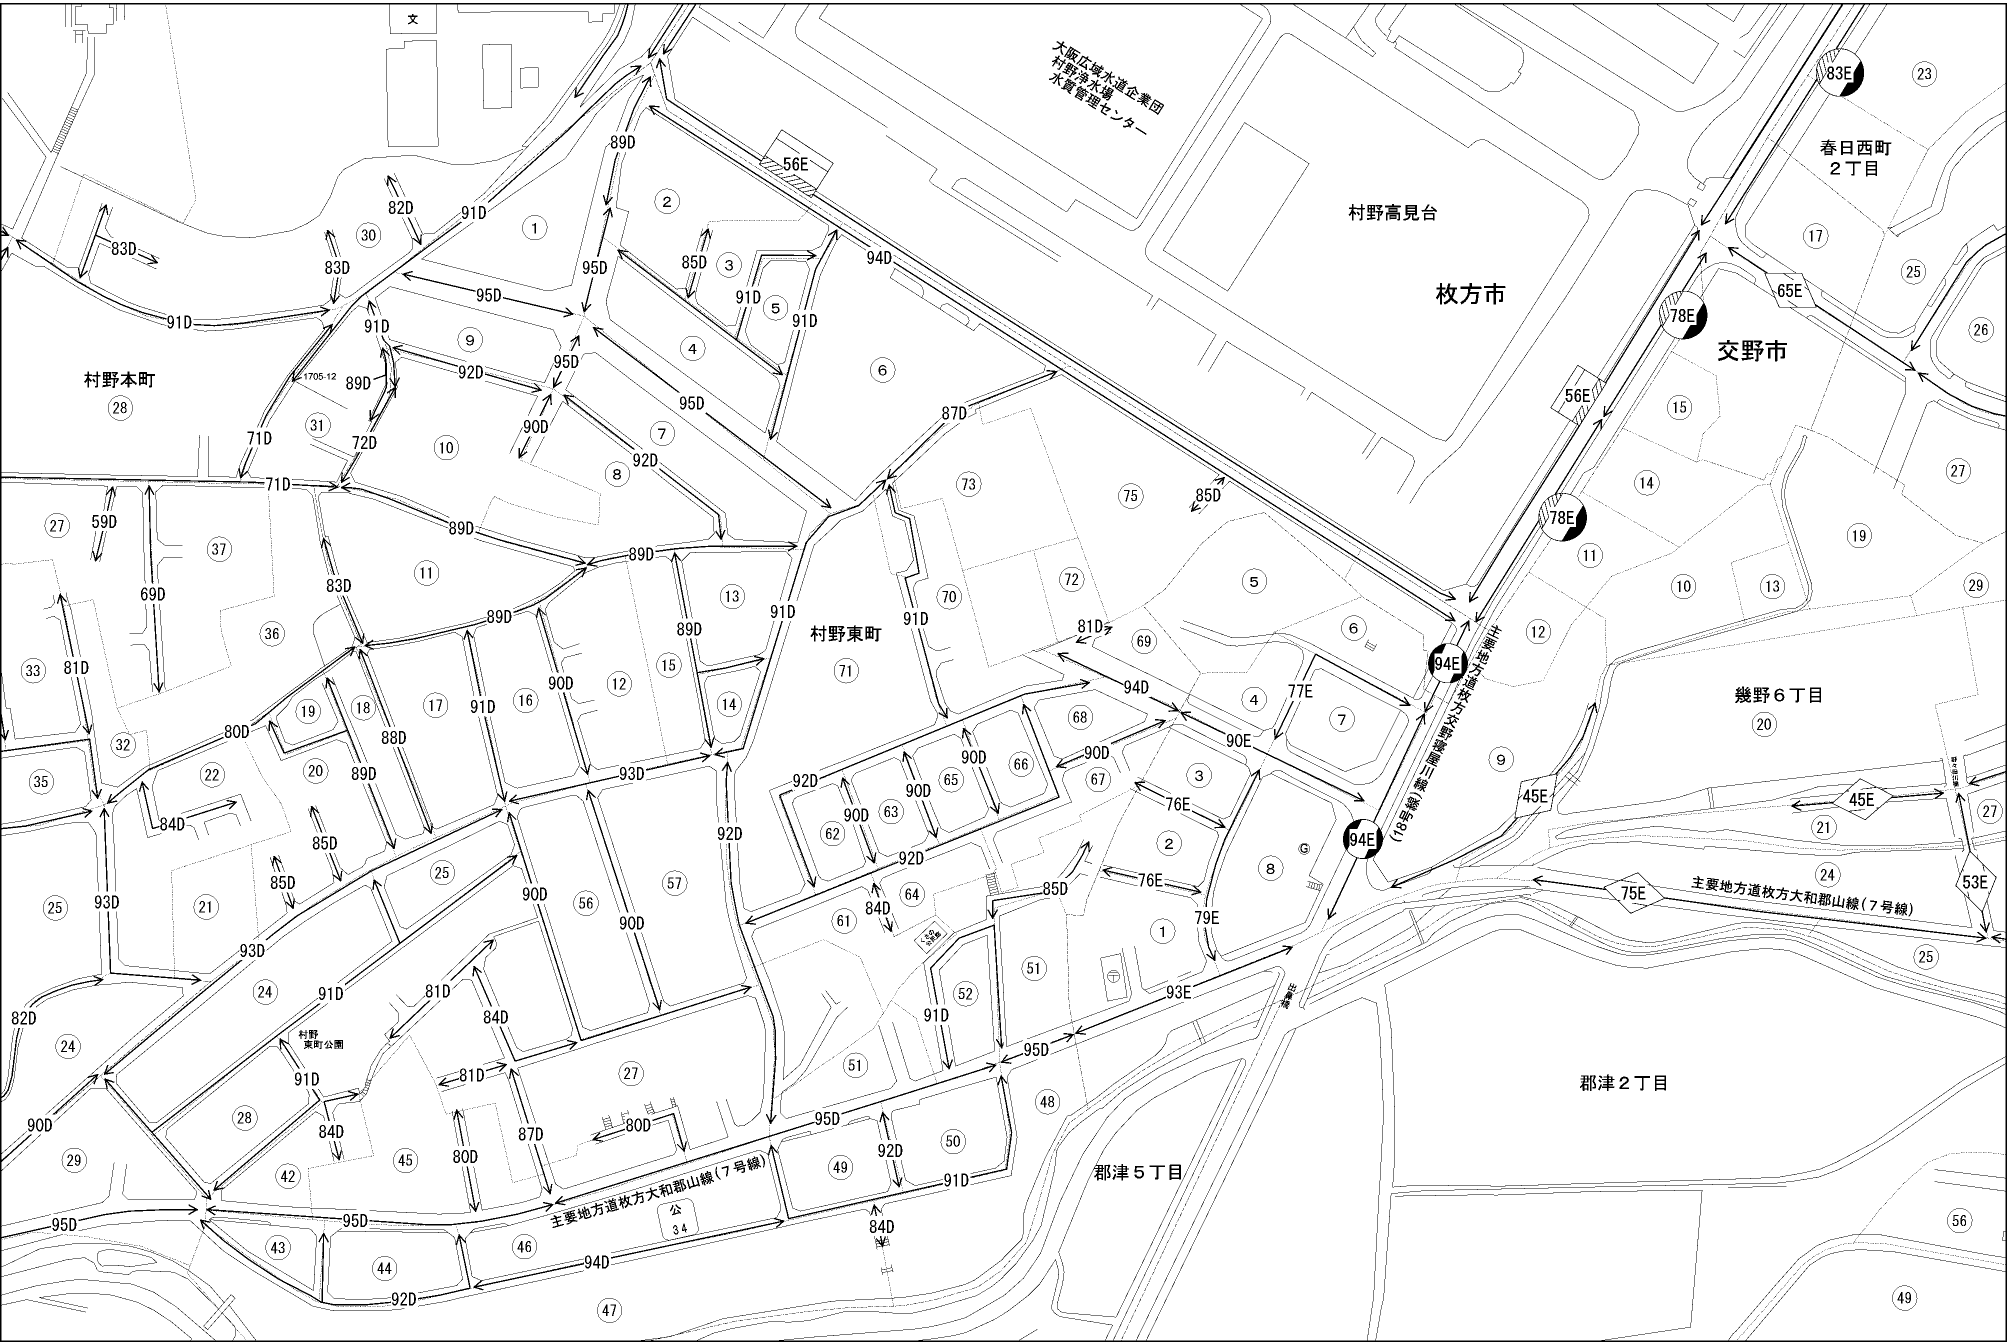 文
83E
23
大阪広域水道企業団
村野浄水場
水質管理センター
89D
春日西町
２丁目
56E
82D
30
91D
1
2
村野高見台
17
83D
83D
95D
85D
3
94D
25
65E
枚方市
91D
95D
91D
5
91D
78E
26
91D
9
4
6
交野市
95D
村野本町
28
1705-12
89D
92D
95D
56E
15
31
71D
72D
90D
7
87D
10
92D
8
71D
73
75
85D
14
27
59D
27
37
89D
89D
78E
11
19
11
69D
83D
13
91D
70
72
5
10
13
29
36
89D
89D
村野東町
71
91D
81D
69
6
12
主要地方道枚方交野寝屋川線(18号線)
81D
33
15
12
90D
94D
94E
77E
4
7
幾野６丁目
20
19
18
17
91D
16
14
68
80D
88D
32
90E
9
35
22
20
89D
93D
92D
90D
90D
65
66
90D
67
3
76E
45E
45E
84D
85D
92D
62
90D
63
90D
94E
21
27
2
25
85D
92D
64
85D
76E
8
G
24
53E
75E
主要地方道枚方大和郡山線(７号線)
25
93D
21
90D
56
57
90D
61
84D
79E
1
51
25
93D
24
91D
81D
52
91D
93E
82D
24
村野
東町公園
84D
95D
郡津２丁目
91D
81D
27
51
48
90D
28
84D
87D
80D
95D
92D
50
29
42
45
80D
49
91D
郡津５丁目
主要地方道枚方大和郡山線(７号線)
95D
95D
公
34
84D
56
43
44
46
94D
92D
47
49